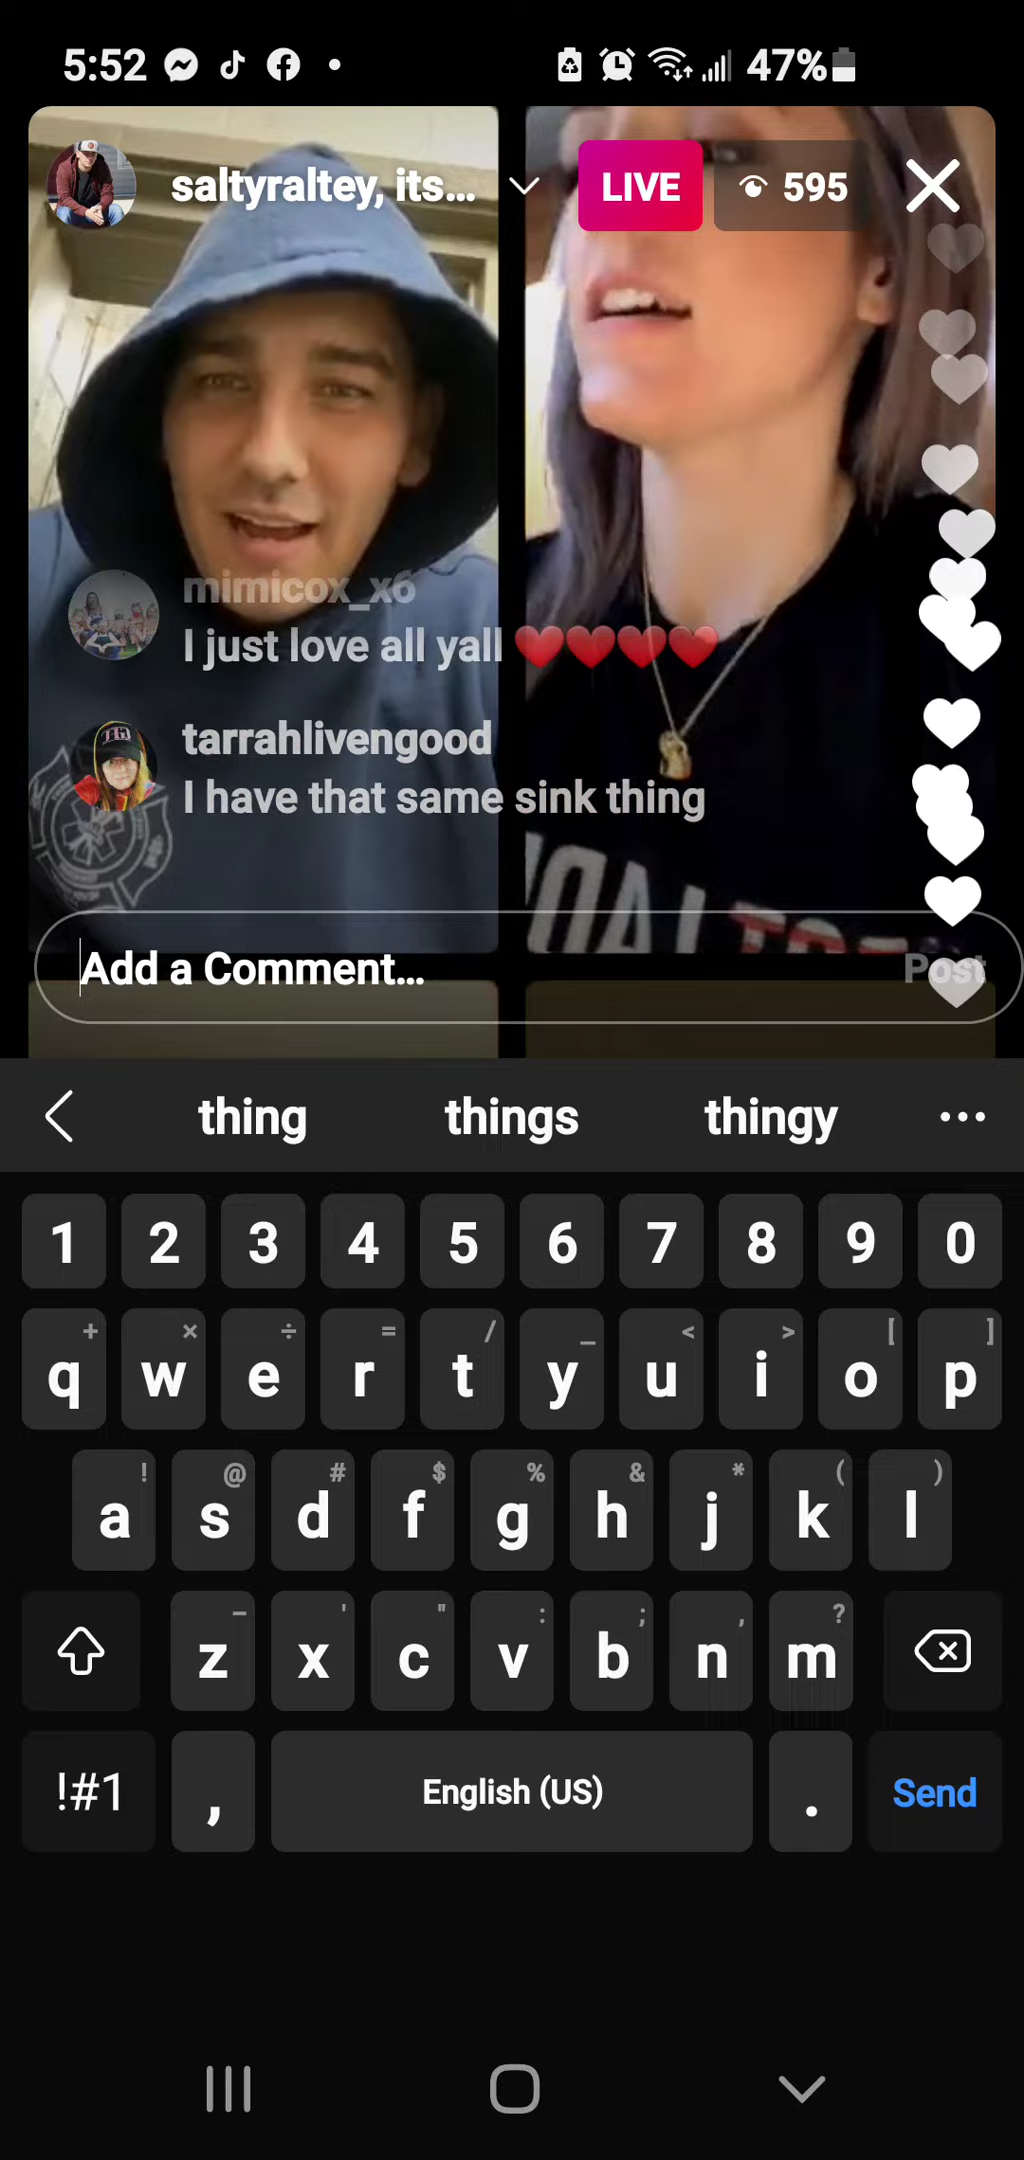 5:52
47%
saltyraltey, its...
LIVE
595
mimicox_x6
I just love all yall ❤️❤️❤️❤️
tarrahlivengood
I have that same sink thing
Add a Comment...
Post
thing things thingy ...
1 2 3 4 5 6 7 8 9 0
+ × ÷ = / _ < > [ ]
q w e r t y u i o p
! @ # $ % & * ( )
a s d f g h j k l
- ' " : ; , ?
z x c v b n m
!#1 , English (US) . Send